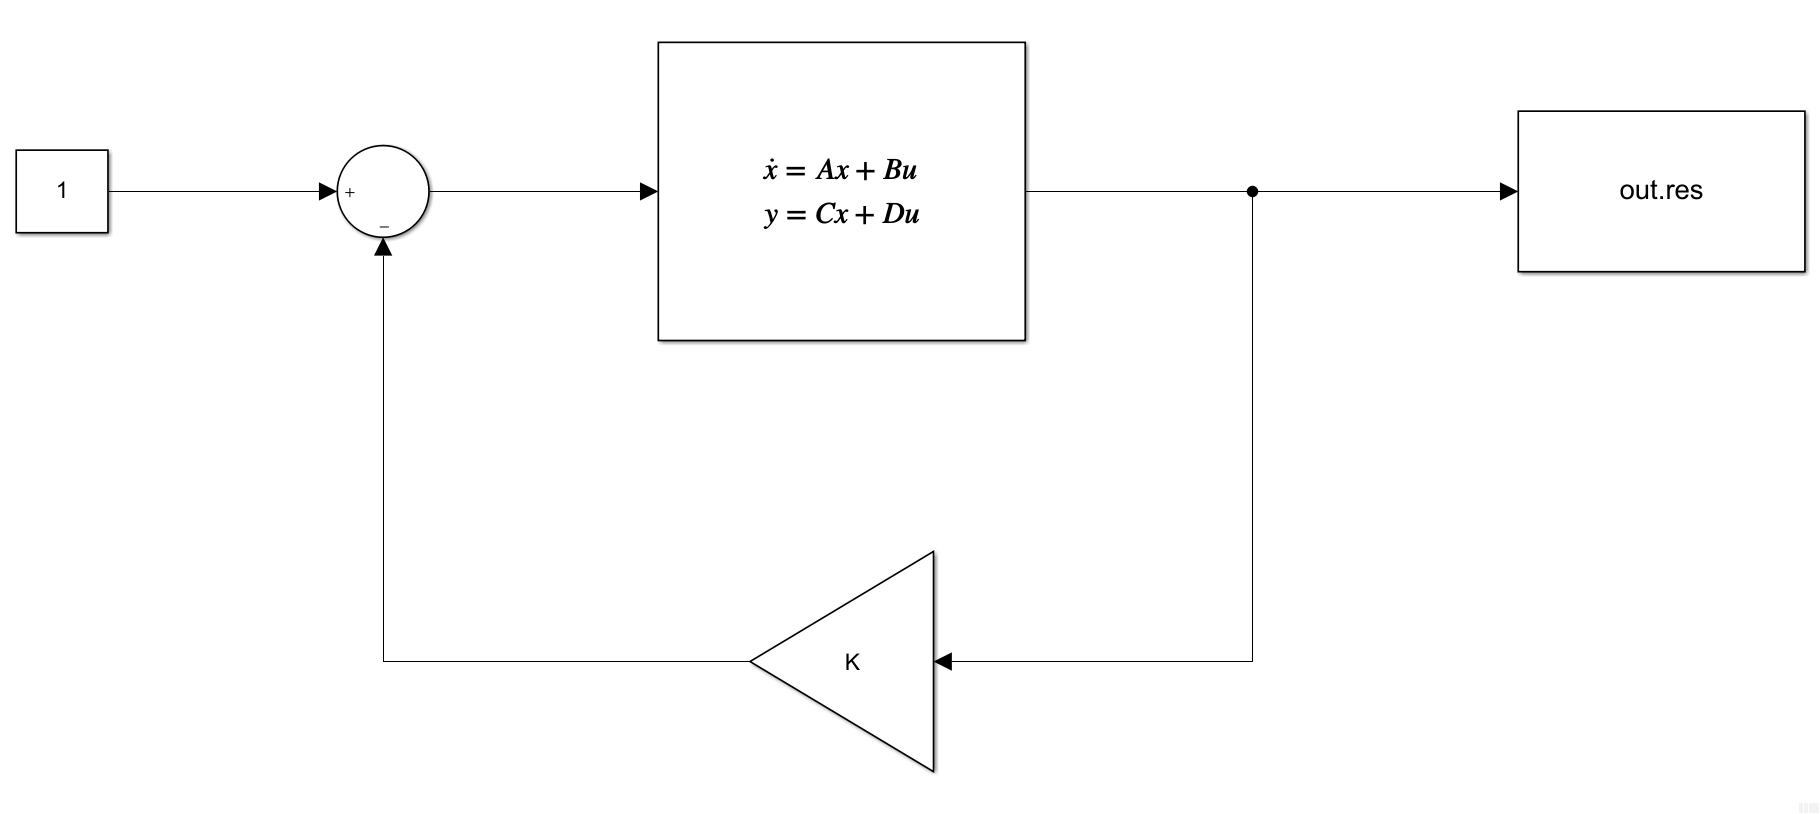 1
+
−
ẋ = Ax + Bu
y = Cx + Du
out.res
K